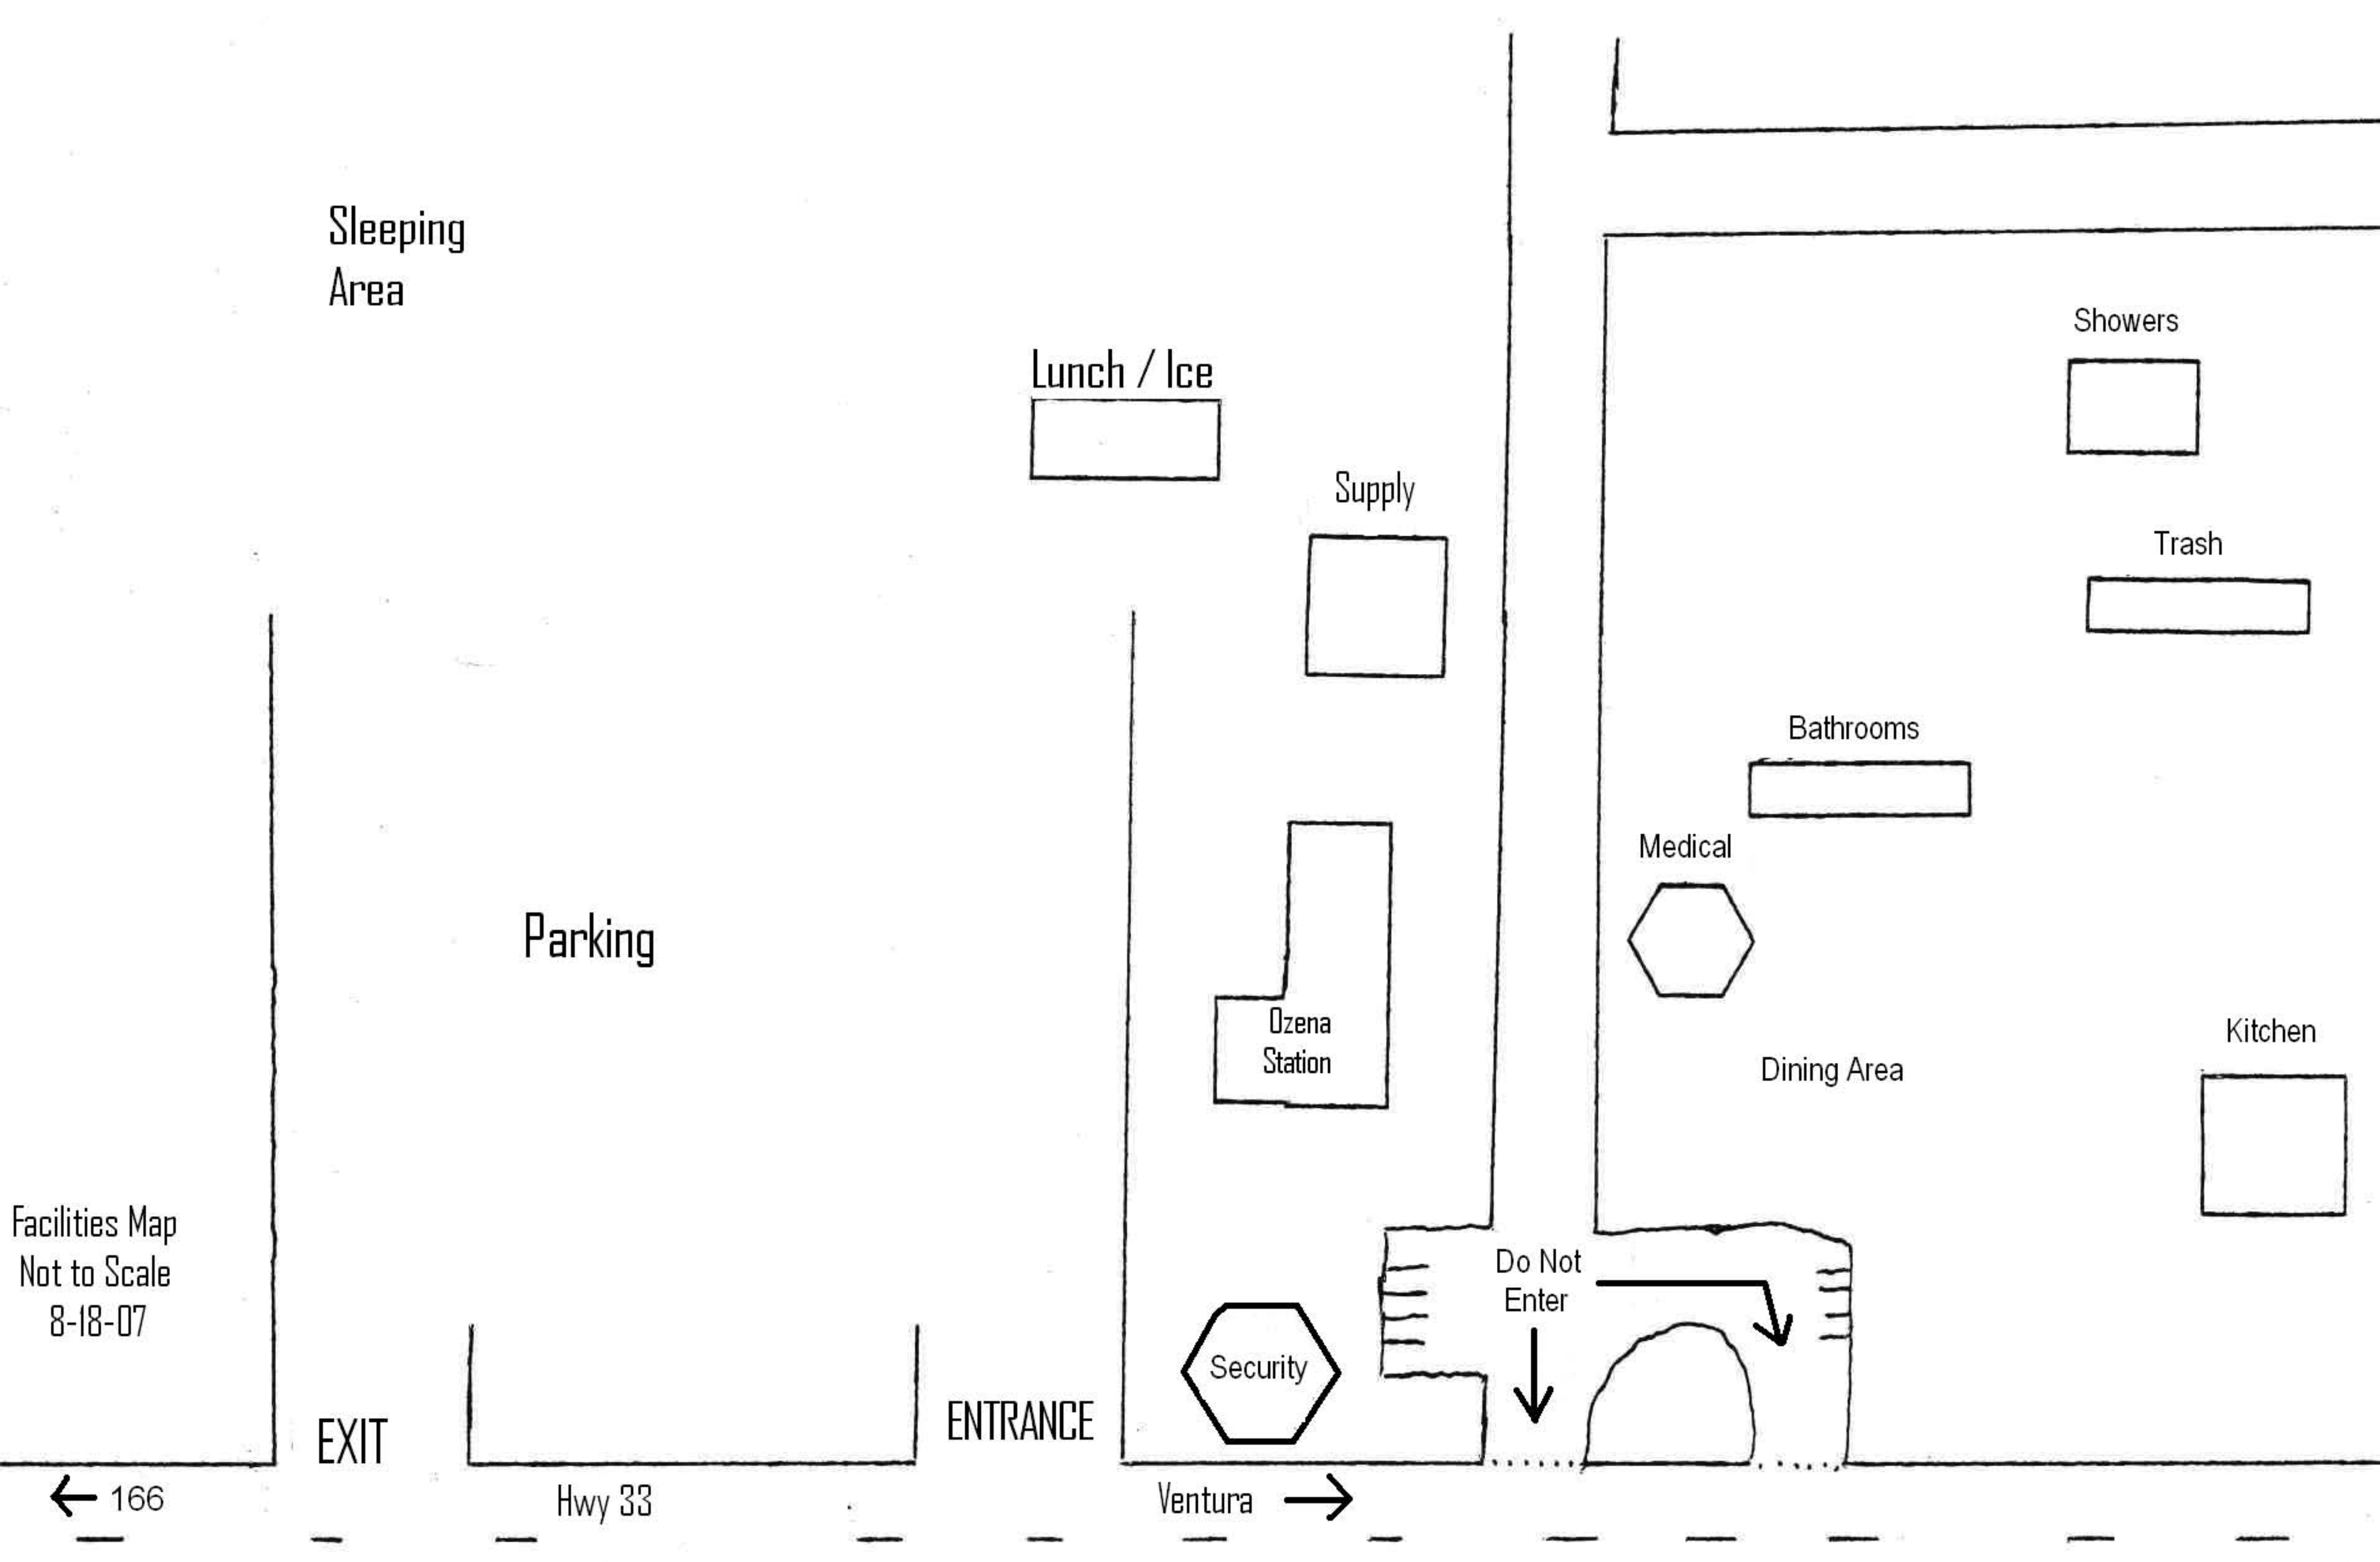 Sleeping
Area
Showers
Lunch / Ice
Supply
Trash
Bathrooms
Medical
Parking
Ozena
Station
Kitchen
Dining Area
Facilities Map
Not to Scale
8-18-07
Do Not
Enter
Security
EXIT
ENTRANCE
166
Hwy 33
Ventura